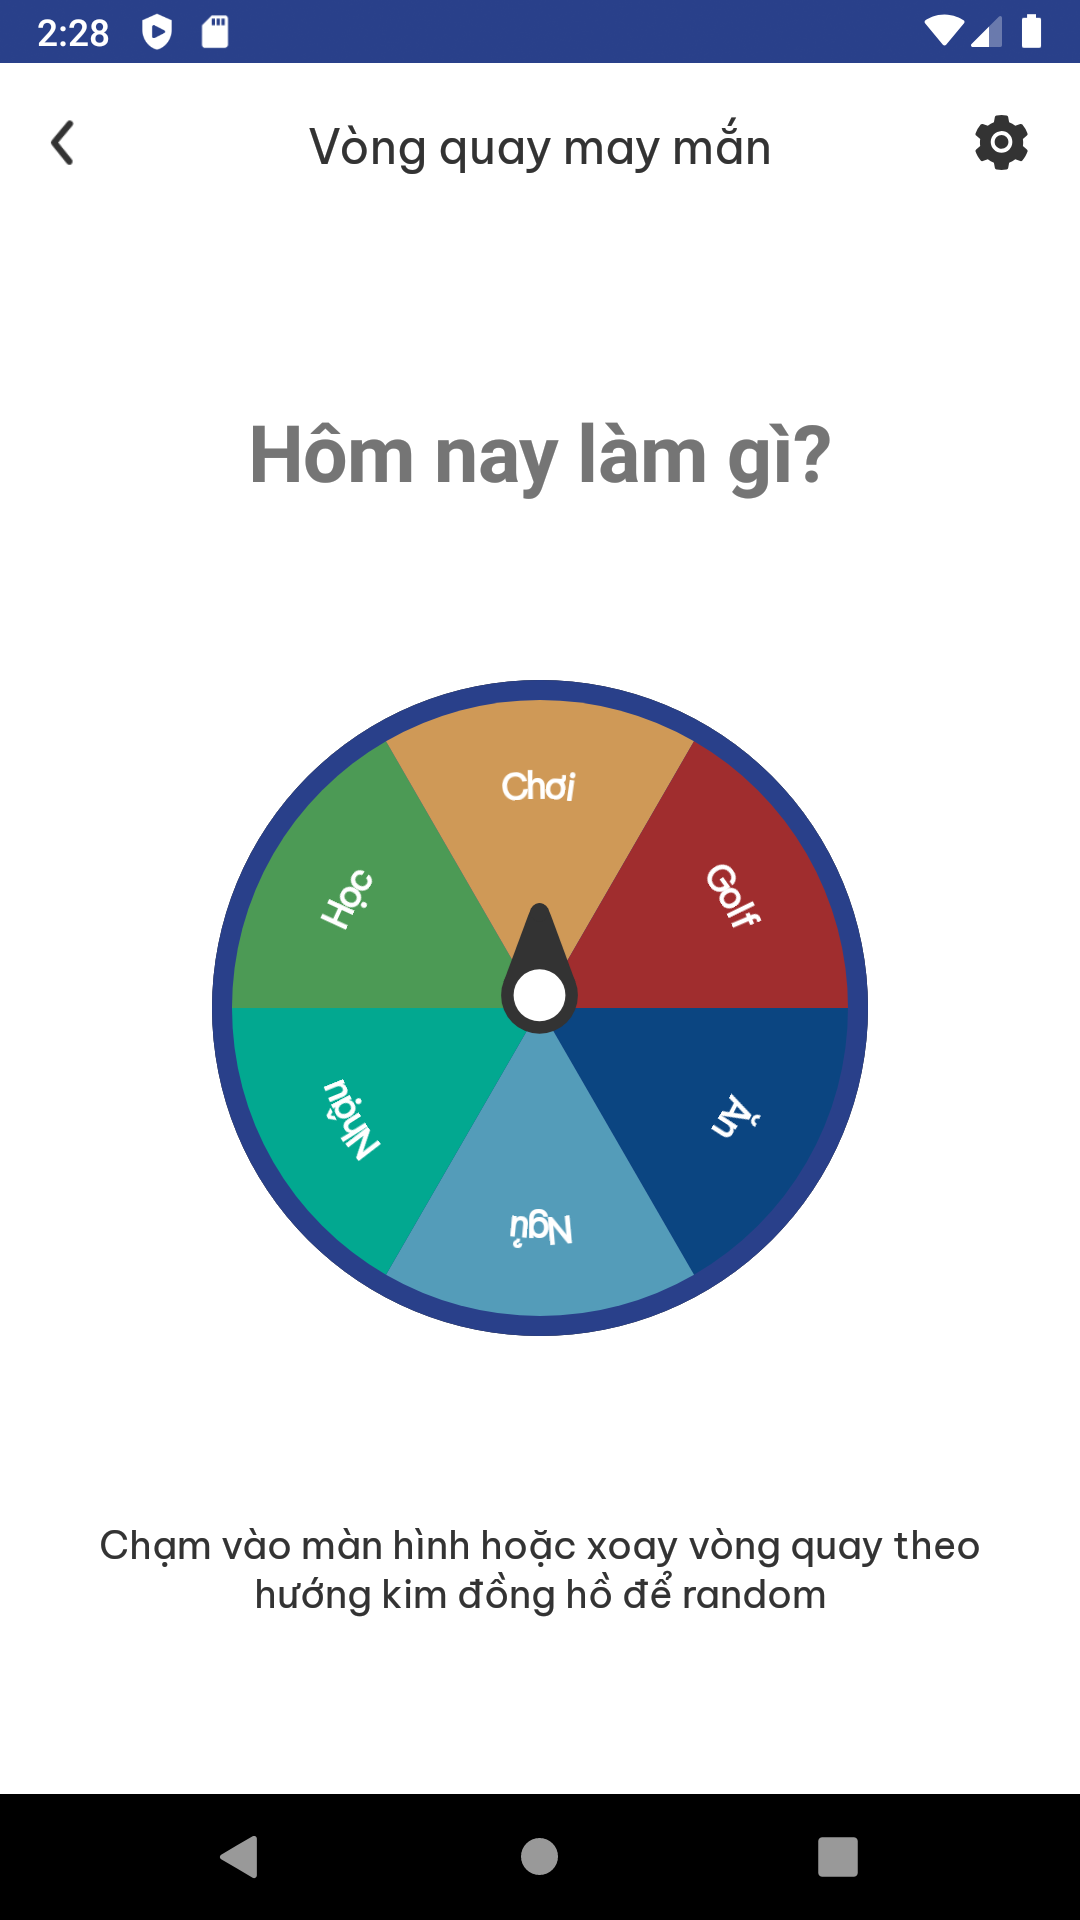 2:28
Vòng quay may mắn
Hôm nay làm gì?
Chơi
Golf
Học
Ăn
Nhậu
Ngủ
Chạm vào màn hình hoặc xoay vòng quay theo
hướng kim đồng hồ để random